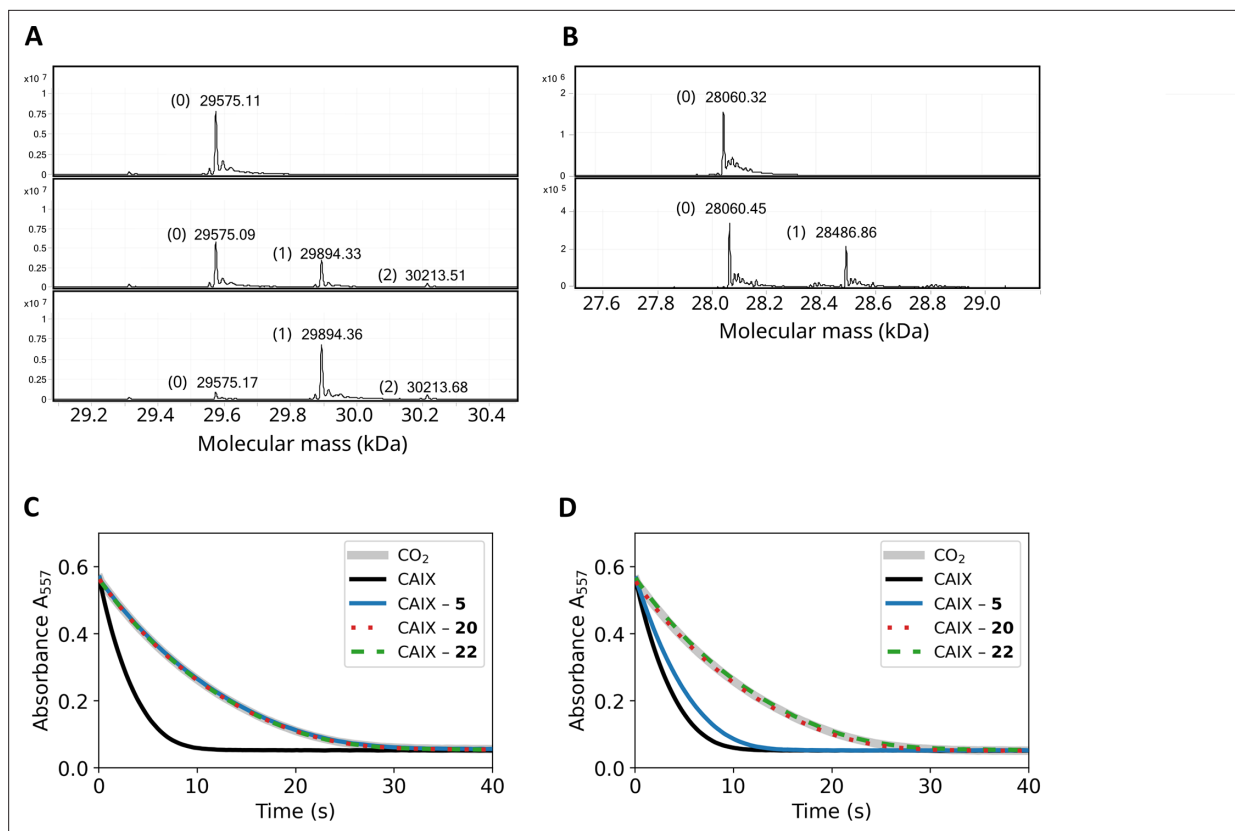 A
x10 7
1
0.75
0.5
0.25
0
(0) 29575.11
x10 7
1
0.75
0.5
0.25
0
(0) 29575.09
(1) 29894.33
(2) 30213.51
x10 7
1
0.75
0.5
0.25
0
(1) 29894.36
(0) 29575.17
(2) 30213.68
29.2 29.4 29.6 29.8 30.0 30.2 30.4
Molecular mass (kDa)
B
x10 6
2
1
0
(0) 28060.32
x10 5
4
2
0
(0) 28060.45
(1) 28486.86
27.6 27.8 28.0 28.2 28.4 28.6 28.8 29.0
Molecular mass (kDa)
C
Absorbance A557
0.6
0.4
0.2
0.0
CO2
CAIX
CAIX – 5
CAIX – 20
CAIX – 22
0 10 20 30 40
Time (s)
D
Absorbance A557
0.6
0.4
0.2
0.0
CO2
CAIX
CAIX – 5
CAIX – 20
CAIX – 22
0 10 20 30 40
Time (s)